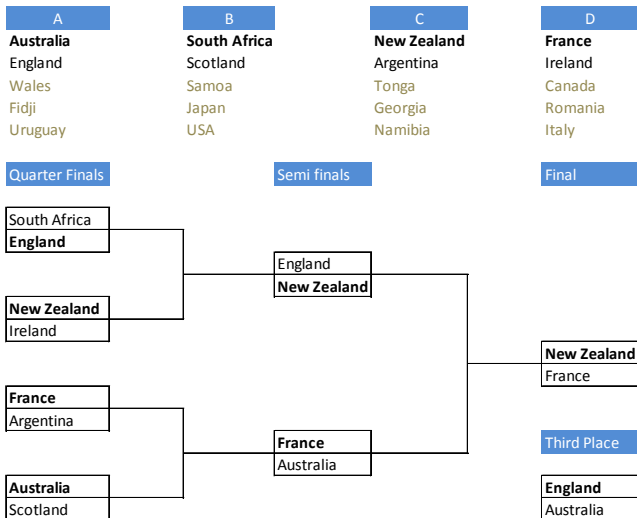 A B C D
Australia South Africa New Zealand France
England Scotland Argentina Ireland
Wales Samoa Tonga Canada
Fidji Japan Georgia Romania
Uruguay USA Namibia Italy
Quarter Finals Semi finals Final
South Africa
England
England
New Zealand
New Zealand
Ireland
New Zealand
France
France
Argentina
France Third Place
Australia
Australia England
Scotland Australia